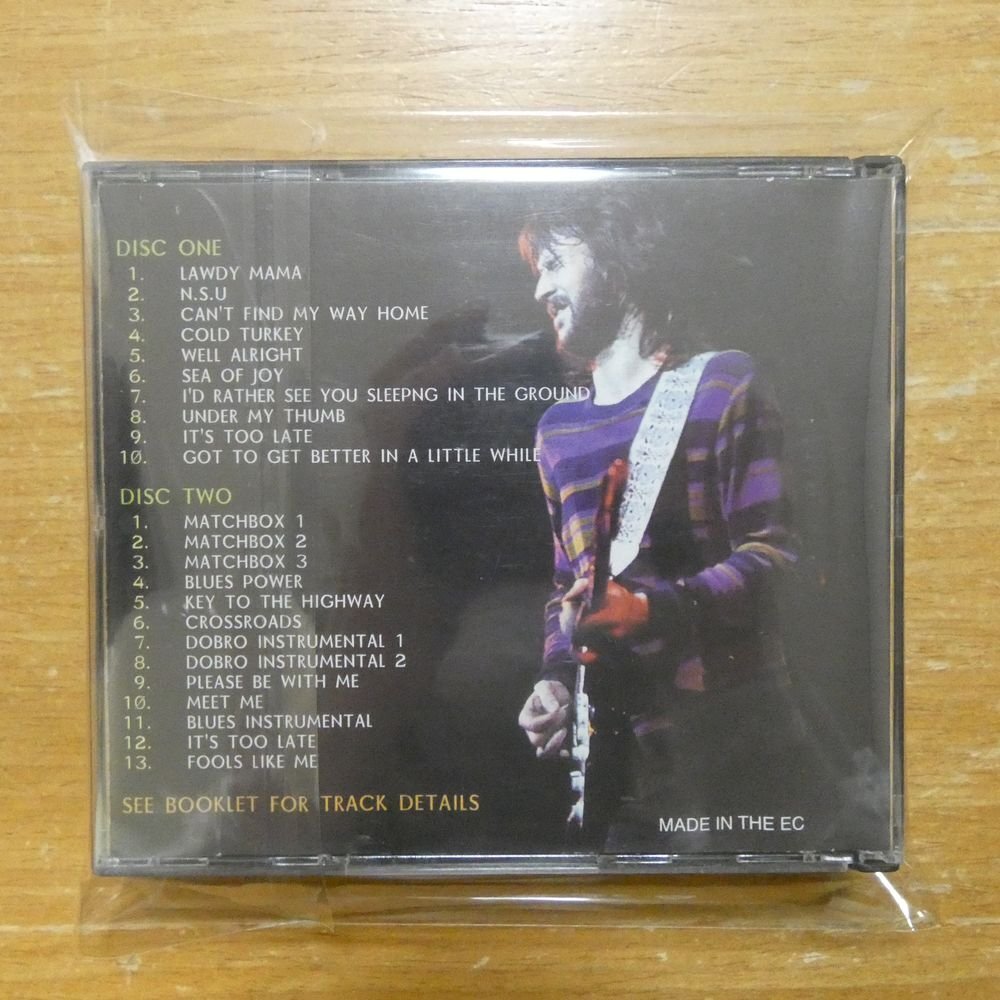 DISC ONE
1. LAWDY MAMA
2. N.S.U
3. CAN'T FIND MY WAY HOME
4. COLD TURKEY
5. WELL ALRIGHT
6. SEA OF JOY
7. I'D RATHER SEE YOU SLEEPNG IN THE GROUND
8. UNDER MY THUMB
9. IT'S TOO LATE
10. GOT TO GET BETTER IN A LITTLE WHILE
DISC TWO
1. MATCHBOX 1
2. MATCHBOX 2
3. MATCHBOX 3
4. BLUES POWER
5. KEY TO THE HIGHWAY
6. CROSSROADS
7. DOBRO INSTRUMENTAL 1
8. DOBRO INSTRUMENTAL 2
9. PLEASE BE WITH ME
10. MEET ME
11. BLUES INSTRUMENTAL
12. IT'S TOO LATE
13. FOOLS LIKE ME
SEE BOOKLET FOR TRACK DETAILS
MADE IN THE EC